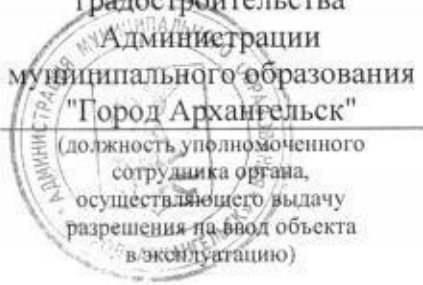 градостроительства
Администрации
муниципального образования
"Город Архангельск"
(должность уполномоченного
сотрудника органа,
осуществляющего выдачу
разрешения на ввод объекта
в эксплуатацию)